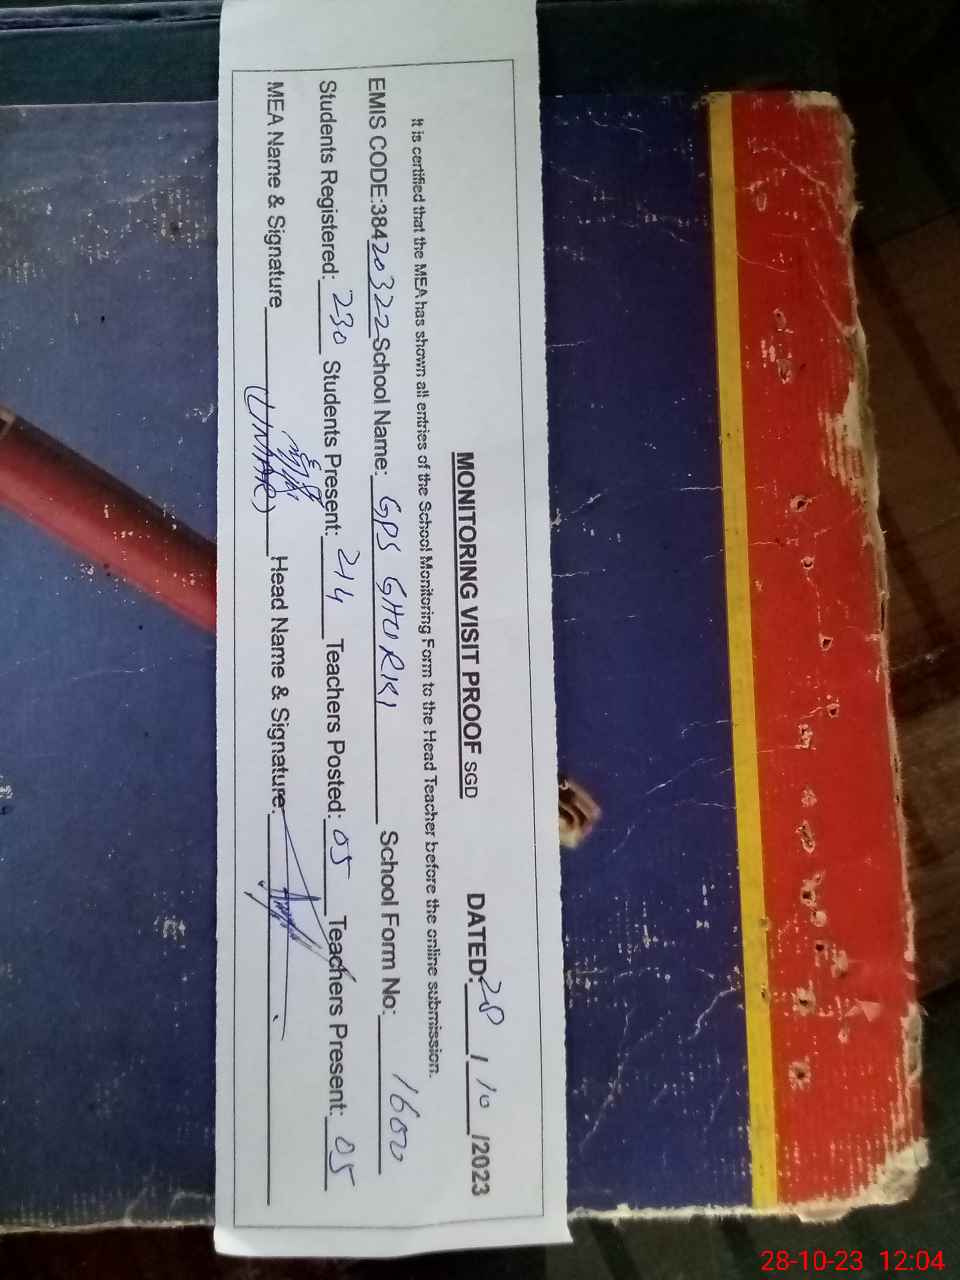 MONITORING VISIT PROOF SGD DATED: 28 / 10 /2023
It is certified that the MEA has shown all entries of the School Monitoring Form to the Head Teacher before the online submission.
EMIS CODE:38420322 School Name: GPS GHURKI School Form No: 1600
Students Registered: 230 Students Present: 214 Teachers Posted: 05 Teachers Present: 05
MEA Name & Signature (UMAR) Head Name & Signature:
28-10-23 12:04